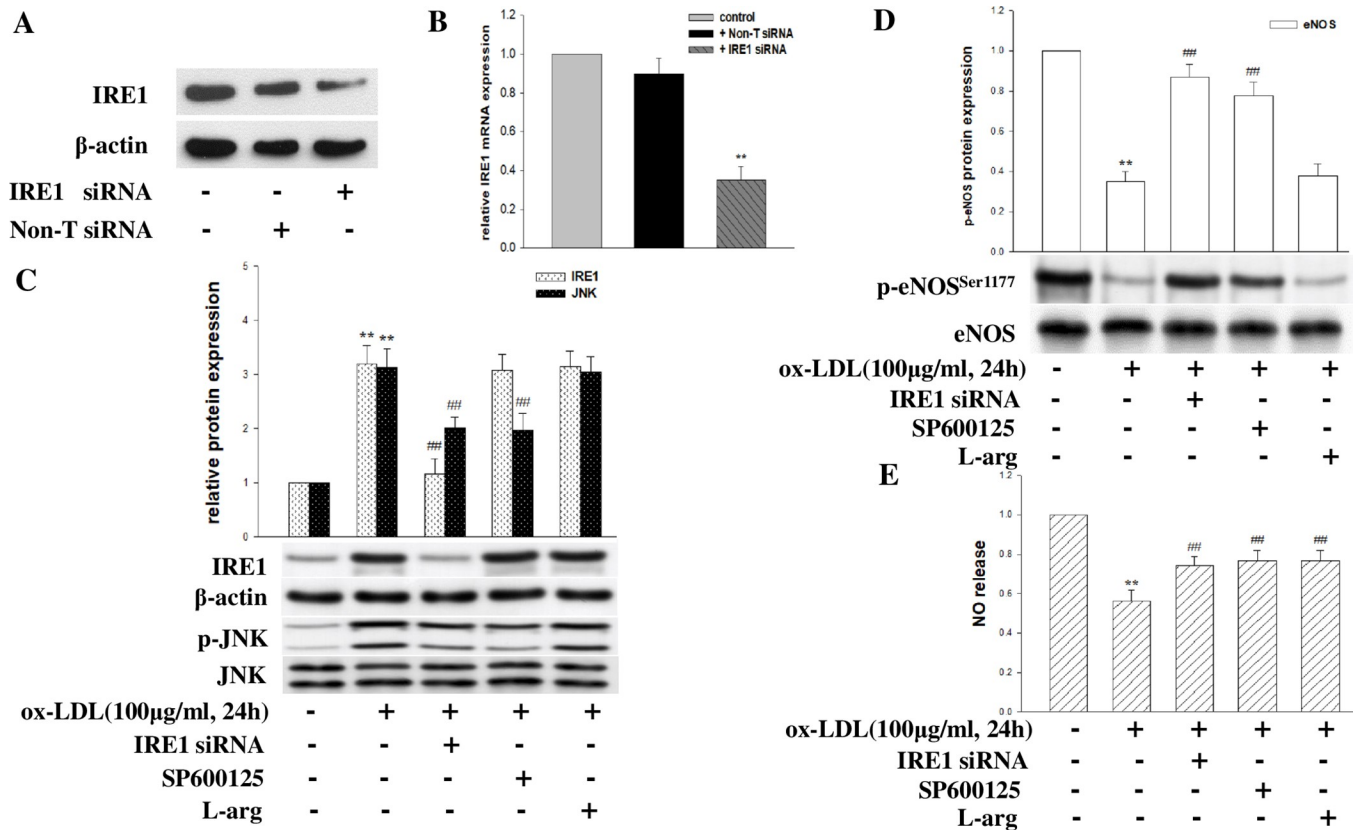 A
IRE1
β-actin
IRE1 siRNA - - +
Non-T siRNA - + -
B
control
+ Non-T siRNA
+ IRE1 siRNA
relative IRE1 mRNA expression
1.2
1.0
0.8
0.6
0.4
0.2
0.0
**
C
IRE1
JNK
relative protein expression
5
4
3
2
1
0
** **
## ##
##
IRE1
β-actin
p-JNK
JNK
ox-LDL(100μg/ml, 24h) - + + + +
IRE1 siRNA - - + - -
SP600125 - - - + -
L-arg - - - - +
D
eNOS
p-eNOS protein expression
1.2
1.0
0.8
0.6
0.4
0.2
0.0
**
##
##
p-eNOSSer1177
eNOS
ox-LDL(100μg/ml, 24h) - + + + +
IRE1 siRNA - - + - -
SP600125 - - - + -
L-arg - - - - +
E
NO release
1.2
1.0
0.8
0.6
0.4
0.2
0.0
**
## ## ##
ox-LDL(100μg/ml, 24h) - + + + +
IRE1 siRNA - - + - -
SP600125 - - - + -
L-arg - - - - +